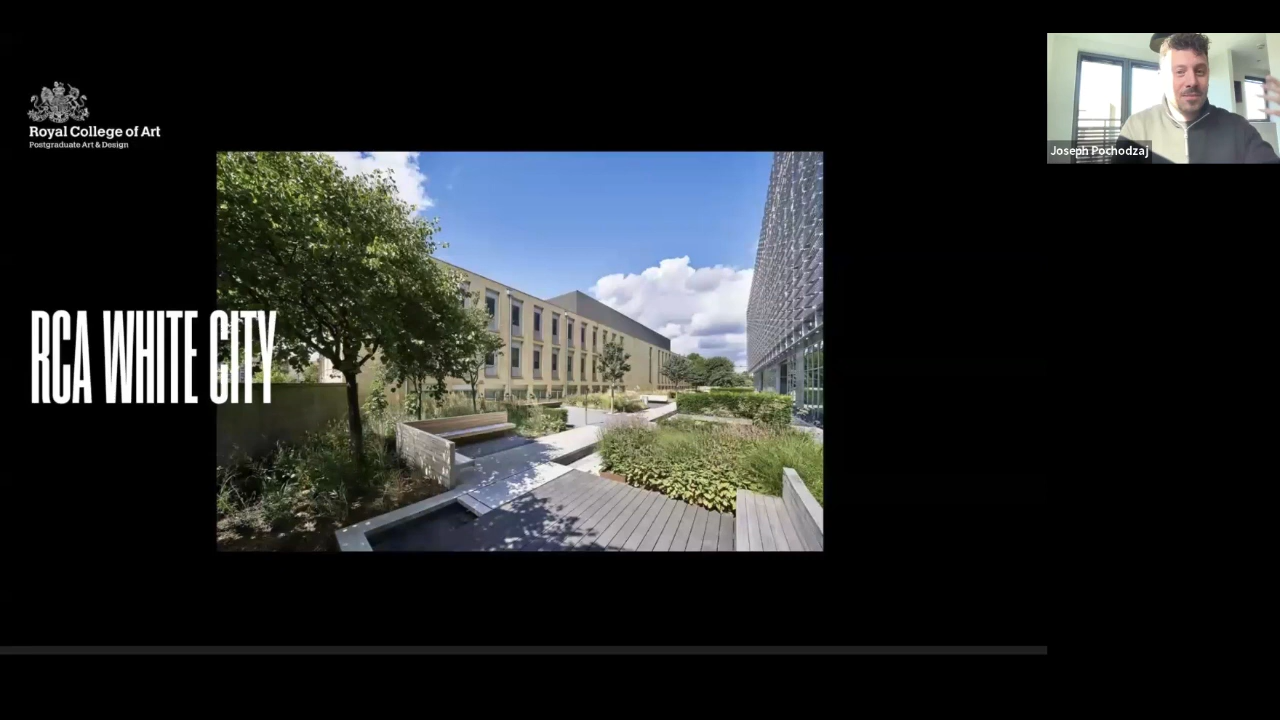 Royal College of Art
Postgraduate Art & Design
RCA WHITE CITY
Joseph Pochodzaj